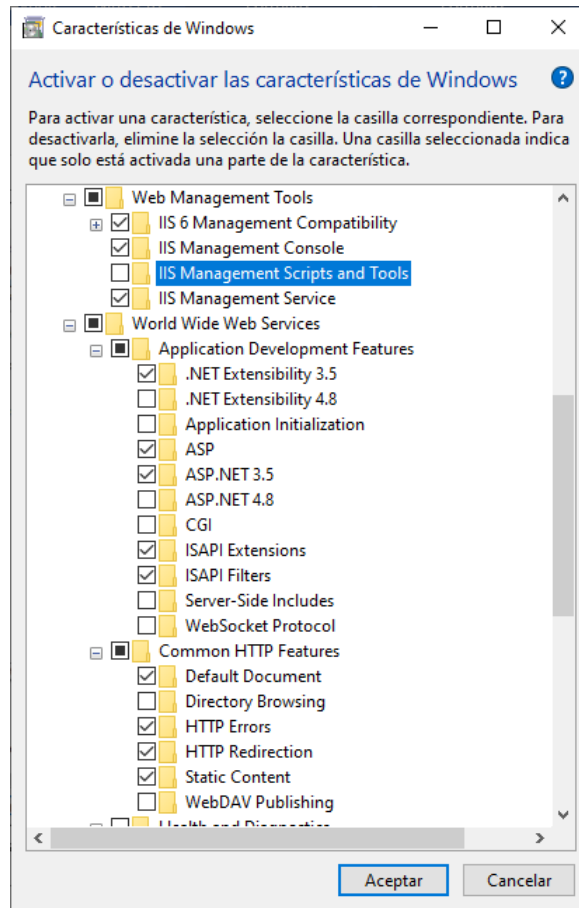 Características de Windows
Activar o desactivar las características de Windows
Para activar una característica, seleccione la casilla correspondiente. Para
desactivarla, elimine la selección la casilla. Una casilla seleccionada indica
que solo está activada una parte de la característica.
Web Management Tools
IIS 6 Management Compatibility
IIS Management Console
IIS Management Scripts and Tools
IIS Management Service
World Wide Web Services
Application Development Features
.NET Extensibility 3.5
.NET Extensibility 4.8
Application Initialization
ASP
ASP.NET 3.5
ASP.NET 4.8
CGI
ISAPI Extensions
ISAPI Filters
Server-Side Includes
WebSocket Protocol
Common HTTP Features
Default Document
Directory Browsing
HTTP Errors
HTTP Redirection
Static Content
WebDAV Publishing
Health and Diagnostics
Aceptar Cancelar